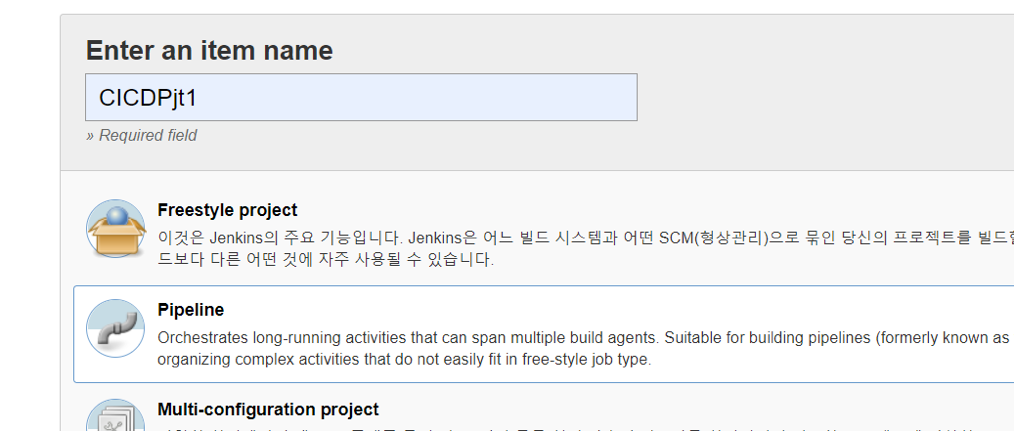 Enter an item name
CICDPjt1
» Required field
Freestyle project
이것은 Jenkins의 주요 기능입니다. Jenkins은 어느 빌드 시스템과 어떤 SCM(형상관리)으로 묶인 당신의 프로젝트를 빌드할
드보다 다른 어떤 것에 자주 사용될 수 있습니다.
Pipeline
Orchestrates long-running activities that can span multiple build agents. Suitable for building pipelines (formerly known as
organizing complex activities that do not easily fit in free-style job type.
Multi-configuration project